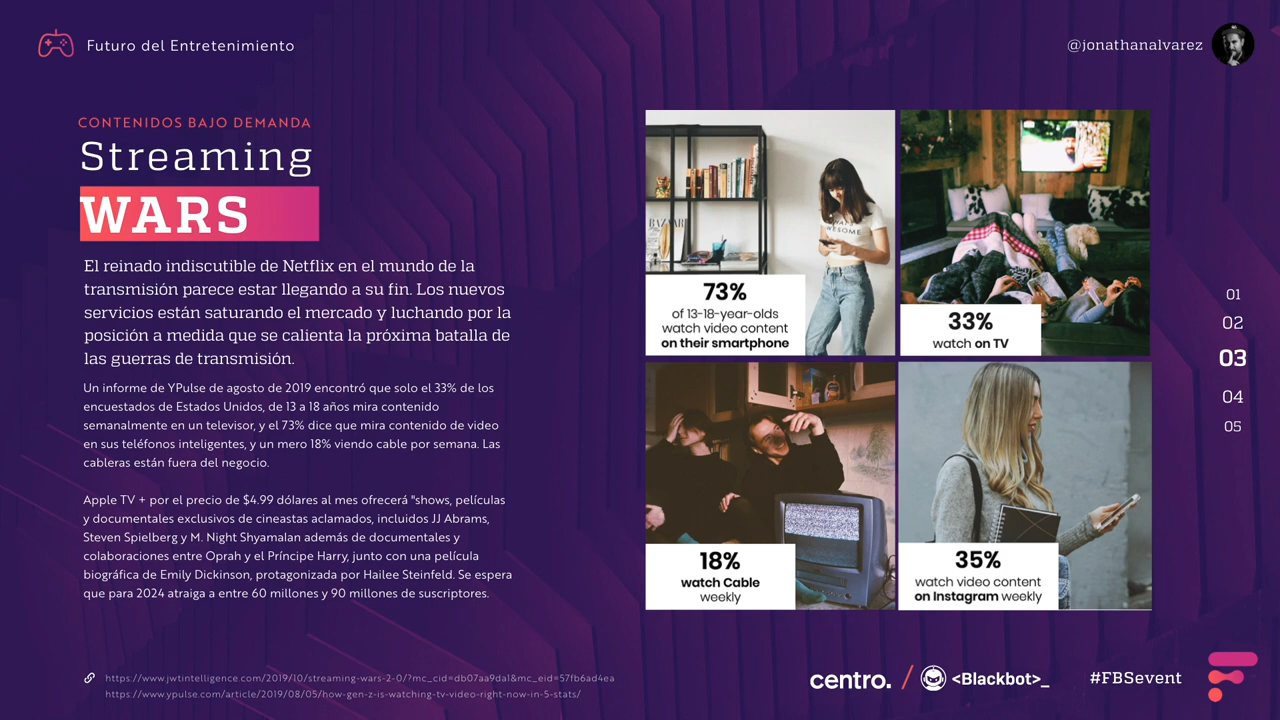 Futuro del Entretenimiento
@jonathanalvarez
CONTENIDOS BAJO DEMANDA
Streaming
WARS
El reinado indiscutible de Netflix en el mundo de la
transmisión parece estar llegando a su fin. Los nuevos
servicios están saturando el mercado y luchando por la
posición a medida que se calienta la próxima batalla de
las guerras de transmisión.
Un informe de YPulse de agosto de 2019 encontró que solo el 33% de los
encuestados de Estados Unidos, de 13 a 18 años mira contenido
semanalmente en un televisor, y el 73% dice que mira contenido de video
en sus teléfonos inteligentes, y un mero 18% viendo cable por semana. Las
cableras están fuera del negocio.
Apple TV + por el precio de $4.99 dólares al mes ofrecerá "shows, películas
y documentales exclusivos de cineastas aclamados, incluidos JJ Abrams,
Steven Spielberg y M. Night Shyamalan además de documentales y
colaboraciones entre Oprah y el Príncipe Harry, junto con una película
biográfica de Emily Dickinson, protagonizada por Hailee Steinfeld. Se espera
que para 2024 atraiga a entre 60 millones y 90 millones de suscriptores.
73%
of 13-18-year-olds
watch video content
on their smartphone
33%
watch on TV
18%
watch Cable
weekly
35%
watch video content
on Instagram weekly
01
02
03
04
05
https://www.jwtintelligence.com/2019/10/streaming-wars-2-0/?mc_cid=db07aa9da1&mc_eid=57fb6ad4ea
https://www.ypulse.com/article/2019/08/05/how-gen-z-is-watching-tv-video-right-now-in-5-stats/
centro. / <Blackbot>_
#FBSevent